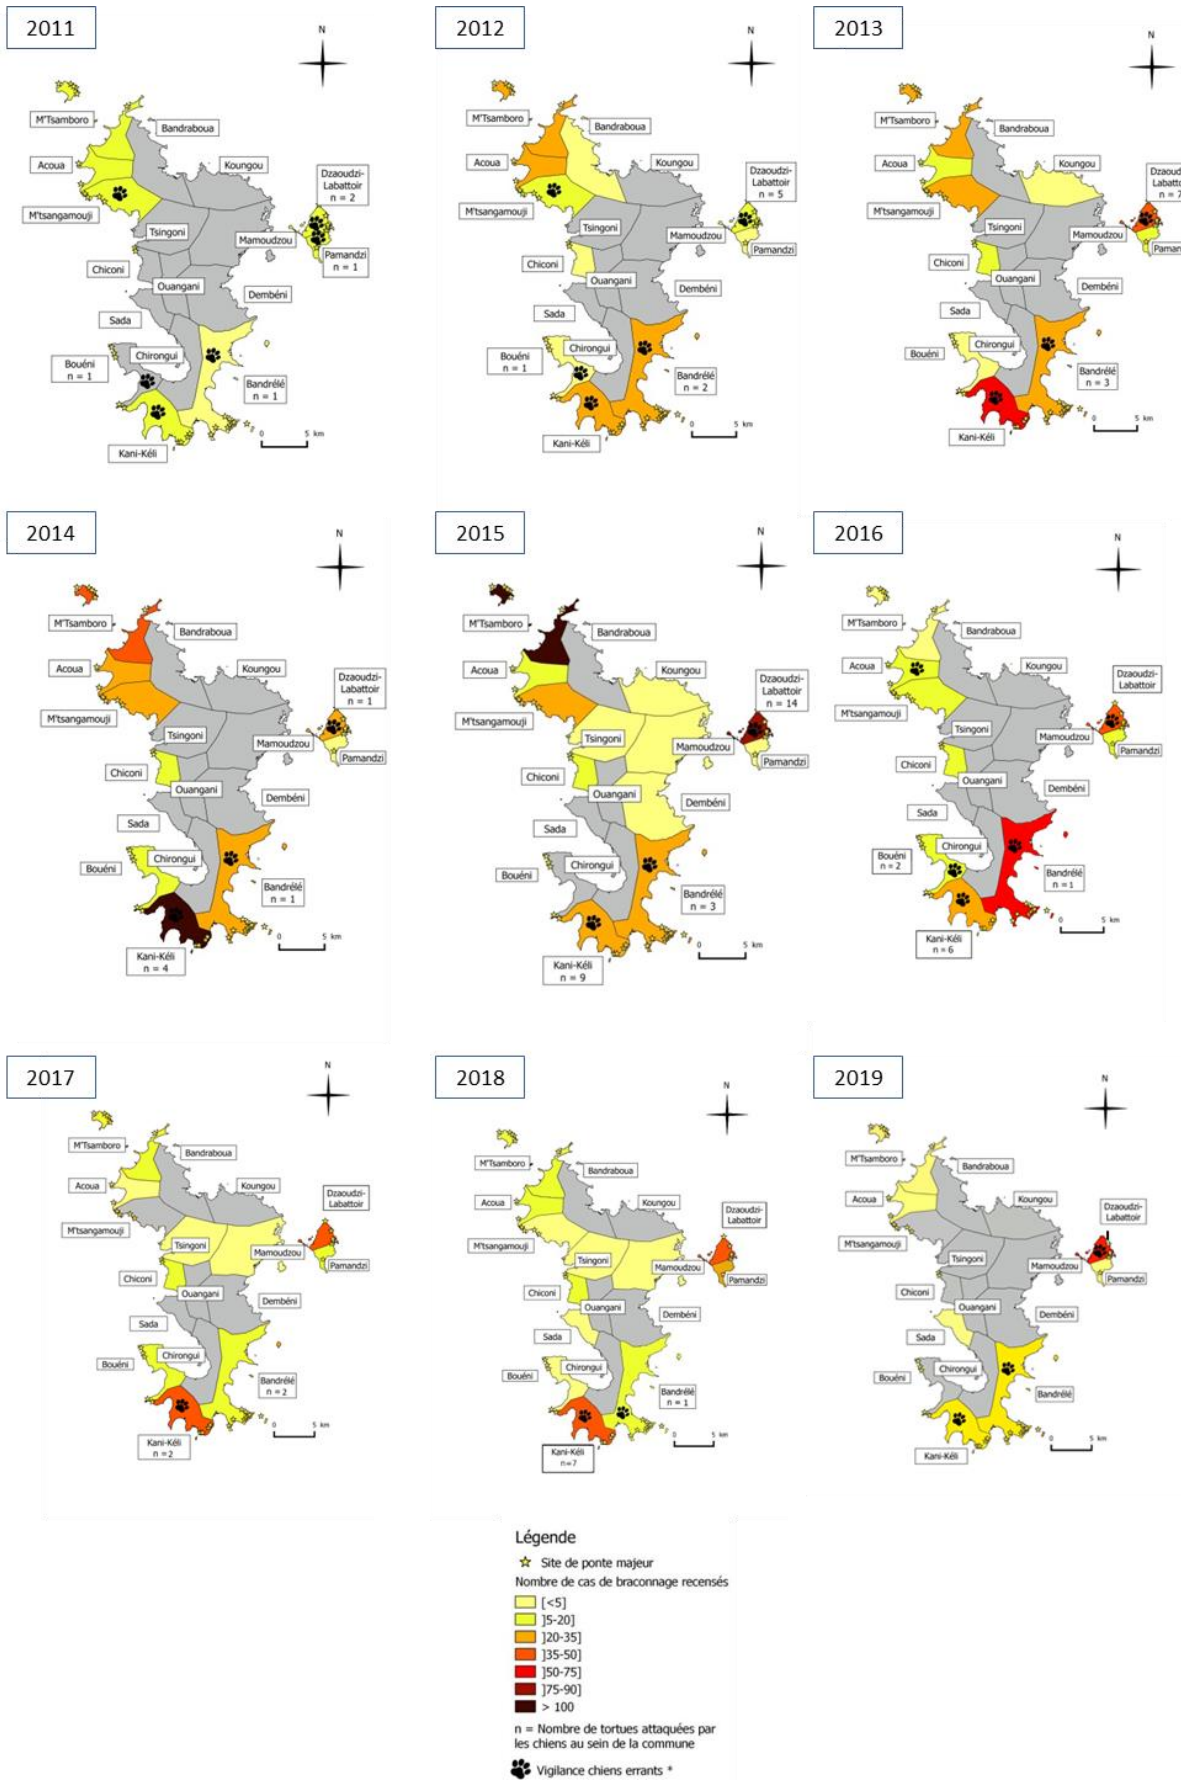 2011
N
M'Tsamboro
Bandraboua
Acoua
Koungou
Dzaoudzi-
Labattoir
n = 2
M'tsangamouji
Tsingoni
Mamoudzou
Pamandzi
n = 1
Chiconi
Ouangani
Dembéni
Sada
Bouéni
n = 1
Chirongui
Bandrélé
n = 1
0 5 km
Kani-Kéli
2012
N
M'Tsamboro
Bandraboua
Acoua
Koungou
Dzaoudzi-
Labattoir
n = 5
M'tsangamouji
Tsingoni
Mamoudzou
Pamandzi
Chiconi
Ouangani
Dembéni
Sada
Bouéni
n = 1
Chirongui
Bandrélé
n = 2
0 5 km
Kani-Kéli
2013
N
M'Tsamboro
Bandraboua
Acoua
Koungou
Dzaoud
Labatto
n = 7
M'tsangamouji
Tsingoni
Mamoudzou
Pamandzi
Chiconi
Ouangani
Dembéni
Sada
Bouéni
Chirongui
Bandrélé
n = 3
0 5 km
Kani-Kéli
2014
N
M'Tsamboro
Bandraboua
Acoua
Koungou
Dzaoudzi-
Labattoir
n = 1
M'tsangamouji
Tsingoni
Mamoudzou
Pamandzi
Chiconi
Ouangani
Dembéni
Sada
Bouéni
Chirongui
Bandrélé
n = 1
0 5 km
Kani-Kéli
n = 4
2015
N
M'Tsamboro
Bandraboua
Acoua
Koungou
Dzaoudzi-
Labattoir
n = 14
M'tsangamouji
Tsingoni
Mamoudzou
Pamandzi
Chiconi
Ouangani
Dembéni
Sada
Bouéni
Chirongui
Bandrélé
n = 3
0 5 km
Kani-Kéli
n = 9
2016
N
M'Tsamboro
Bandraboua
Acoua
Koungou
Dzaoudzi-
Labattoir
M'tsangamouji
Tsingoni
Mamoudzou
Pamandzi
Chiconi
Ouangani
Dembéni
Sada
Bouéni
n = 2
Chirongui
Bandrélé
n = 1
0 5 km
Kani-Kéli
n = 6
2017
N
M'Tsamboro
Bandraboua
Acoua
Koungou
Dzaoudzi-
Labattoir
M'tsangamouji
Tsingoni
Mamoudzou
Pamandzi
Chiconi
Ouangani
Dembéni
Sada
Bouéni
Chirongui
Bandrélé
n = 2
0 5 km
Kani-Kéli
n = 2
2018
N
M'Tsamboro
Bandraboua
Acoua
Koungou
Dzaoudzi-
Labattoir
M'tsangamouji
Tsingoni
Mamoudzou
Pamandzi
Chiconi
Ouangani
Dembéni
Sada
Bouéni
Chirongui
Bandrélé
n = 1
0 5 km
Kani-Kéli
n=7
2019
N
M'Tsamboro
Bandraboua
Acoua
Koungou
Dzaoudzi-
Labattoir
M'tsangamouji
Tsingoni
Mamoudzou
Pamandzi
Chiconi
Ouangani
Dembéni
Sada
Bouéni
Chirongui
Bandrélé
0 5 km
Kani-Kéli
Légende
Site de ponte majeur
Nombre de cas de braconnage recensés
[<5]
]5-20]
]20-35]
]35-50]
]50-75]
]75-90]
> 100
n = Nombre de tortues attaquées par
les chiens au sein de la commune
Vigilance chiens errants *